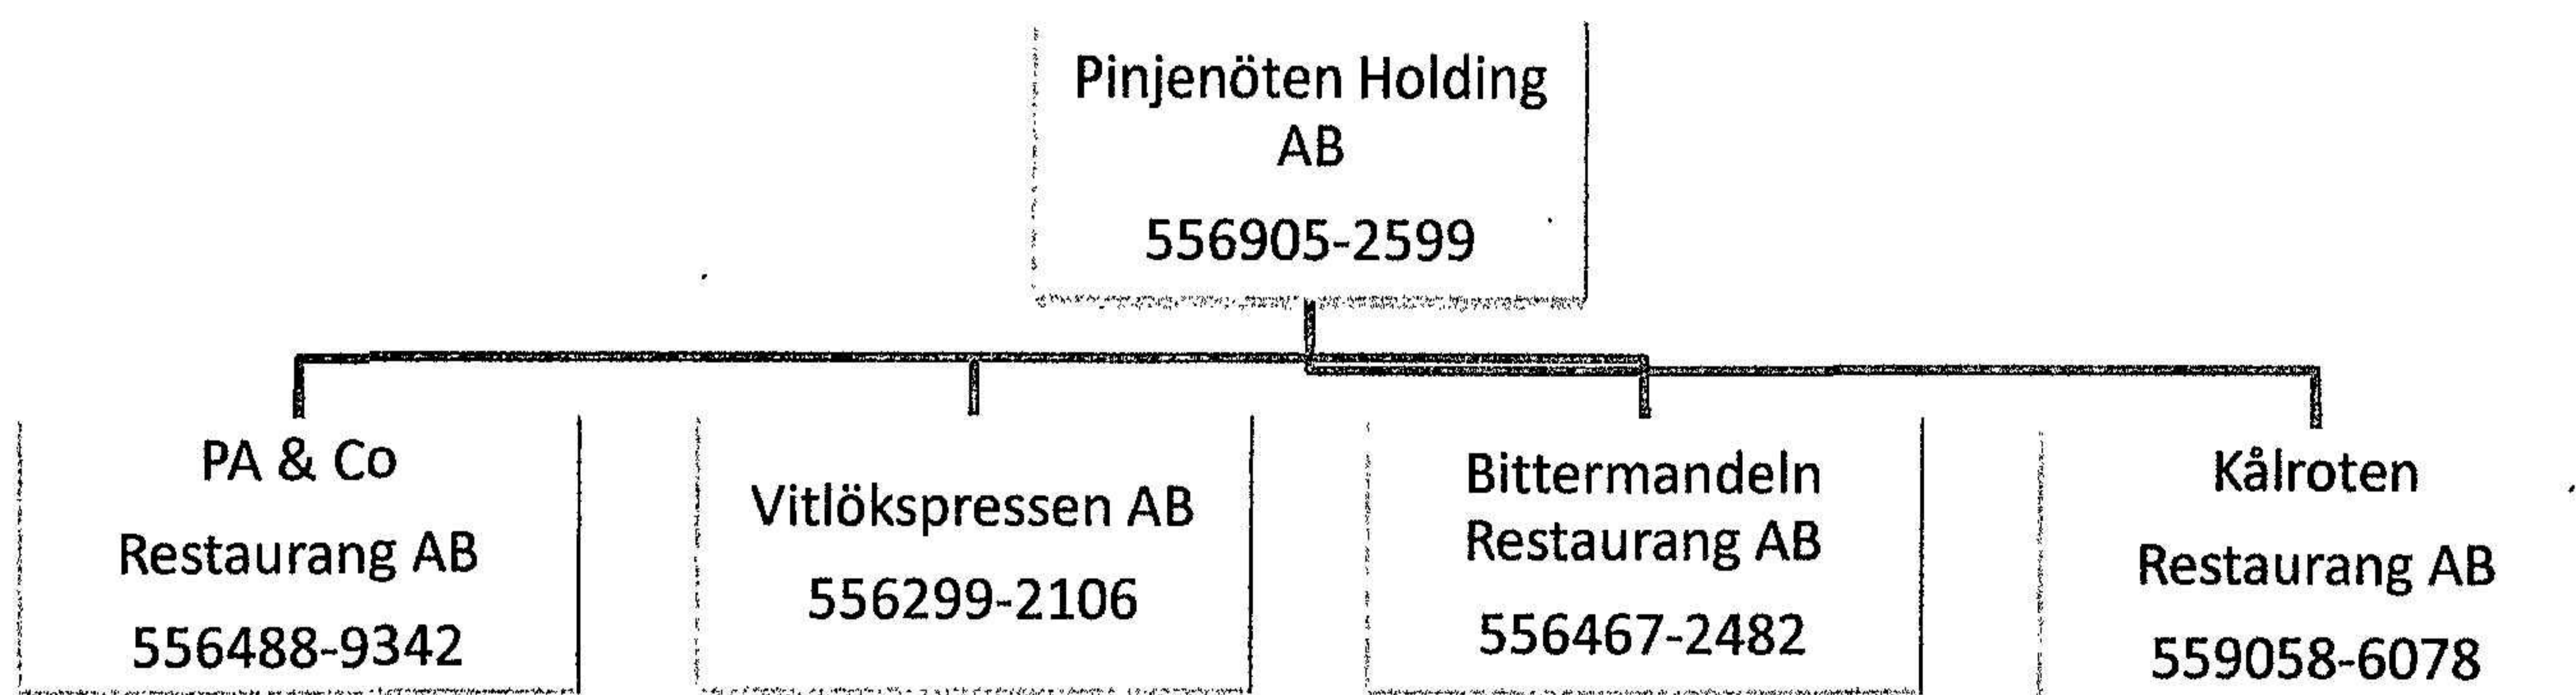 Pinjenöten Holding
AB
556905-2599
PA & Co
Restaurang AB
556488-9342
Vitlökspressen AB
556299-2106
Bittermandeln
Restaurang AB
556467-2482
Kålroten
Restaurang AB
559058-6078